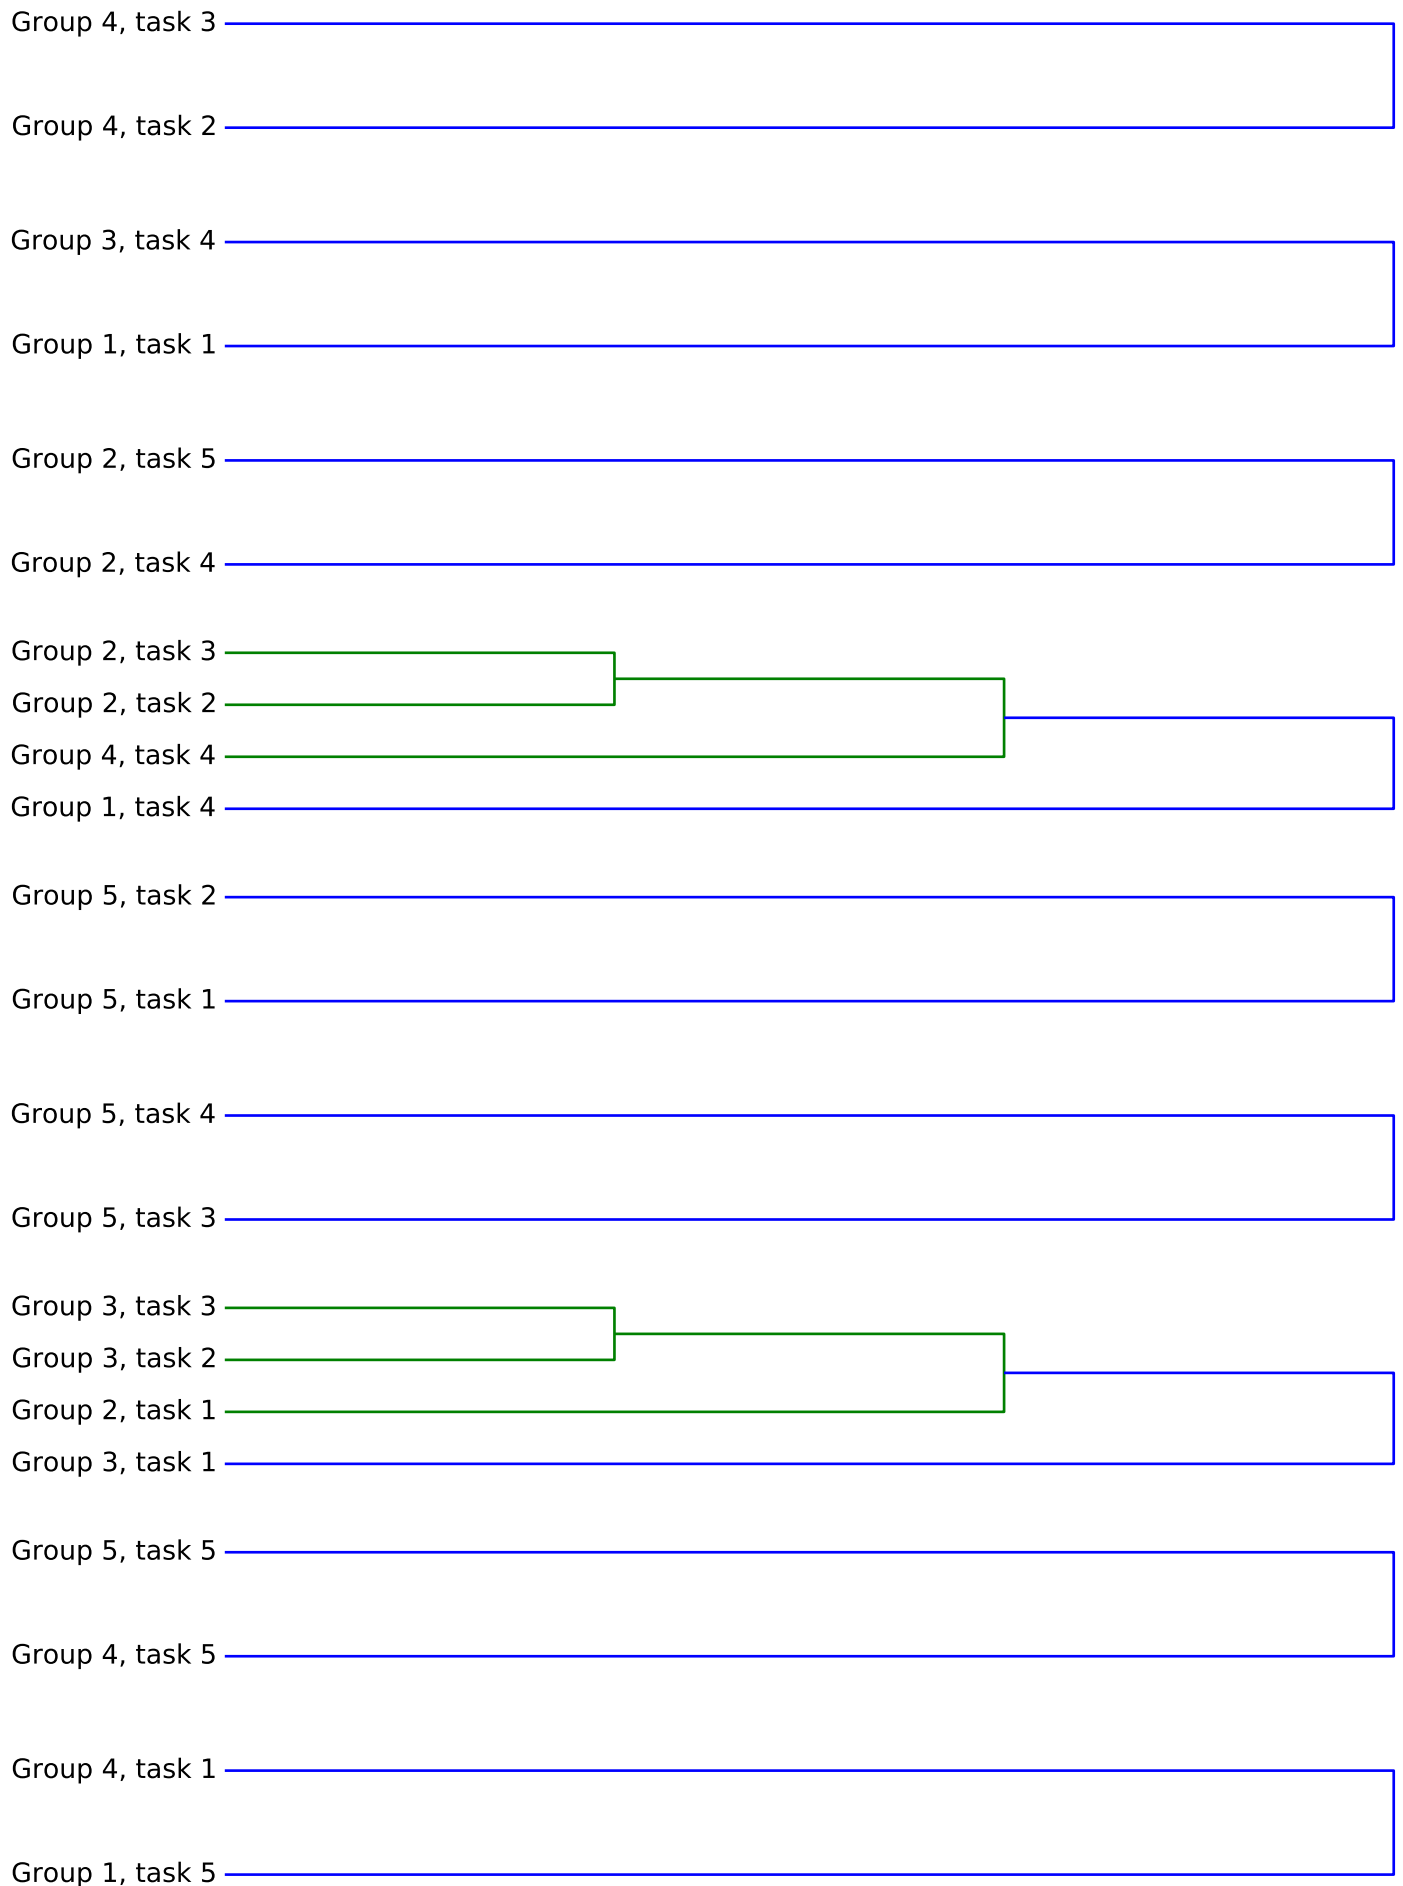 Group 4, task 3
Group 4, task 2
Group 3, task 4
Group 1, task 1
Group 2, task 5
Group 2, task 4
Group 2, task 3
Group 2, task 2
Group 4, task 4
Group 1, task 4
Group 5, task 2
Group 5, task 1
Group 5, task 4
Group 5, task 3
Group 3, task 3
Group 3, task 2
Group 2, task 1
Group 3, task 1
Group 5, task 5
Group 4, task 5
Group 4, task 1
Group 1, task 5